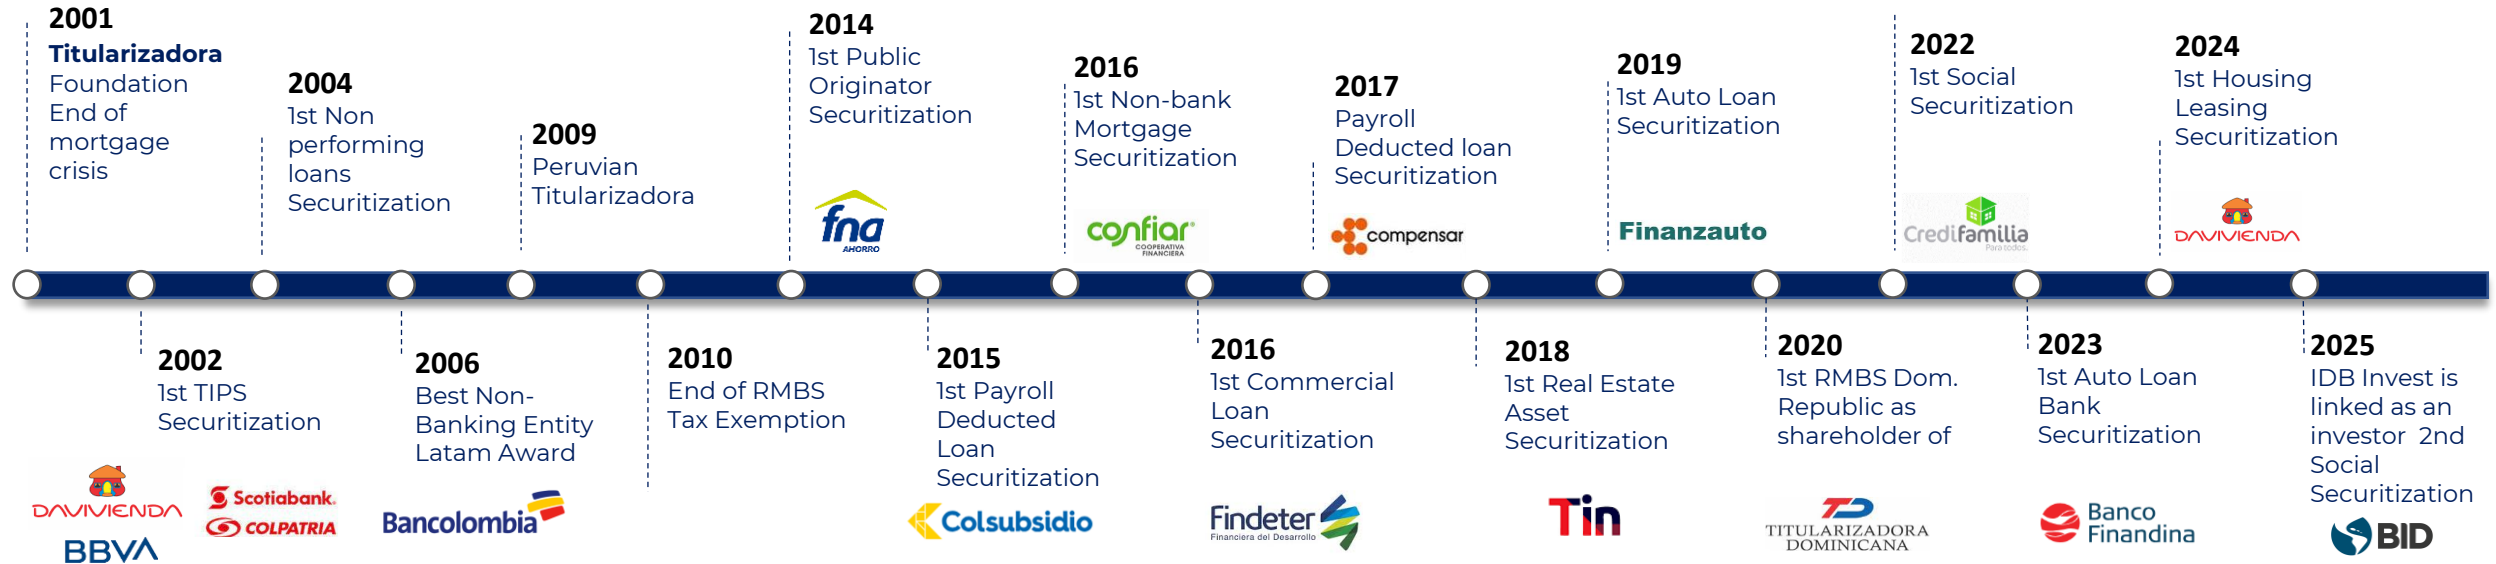 2001
Titularizadora
Foundation
End of
mortgage
crisis
2002
1st TIPS
Securitization
DAVIVIENDA
Scotiabank.
COLPATRIA
BBVA
2004
1st Non
performing
loans
Securitization
2006
Best Non-
Banking Entity
Latam Award
Bancolombia
2009
Peruvian
Titularizadora
2010
End of RMBS
Tax Exemption
2014
1st Public
Originator
Securitization
fna
AHORRO
2015
1st Payroll
Deducted
Loan
Securitization
Colsubsidio
2016
1st Non-bank
Mortgage
Securitization
confiar®
COOPERATIVA
FINANCIERA
2016
1st Commercial
Loan
Securitization
Findeter
Financiera del Desarrollo
2017
Payroll
Deducted loan
Securitization
compensar
2018
1st Real Estate
Asset
Securitization
Tin
2019
1st Auto Loan
Securitization
Finanzauto
2020
1st RMBS Dom.
Republic as
shareholder of
TITULARIZADORA
DOMINICANA
2022
1st Social
Securitization
Credifamilia
Para todos.
2023
1st Auto Loan
Bank
Securitization
Banco
Finandina
2024
1st Housing
Leasing
Securitization
DAVIVIENDA
2025
IDB Invest is
linked as an
investor 2nd
Social
Securitization
BID